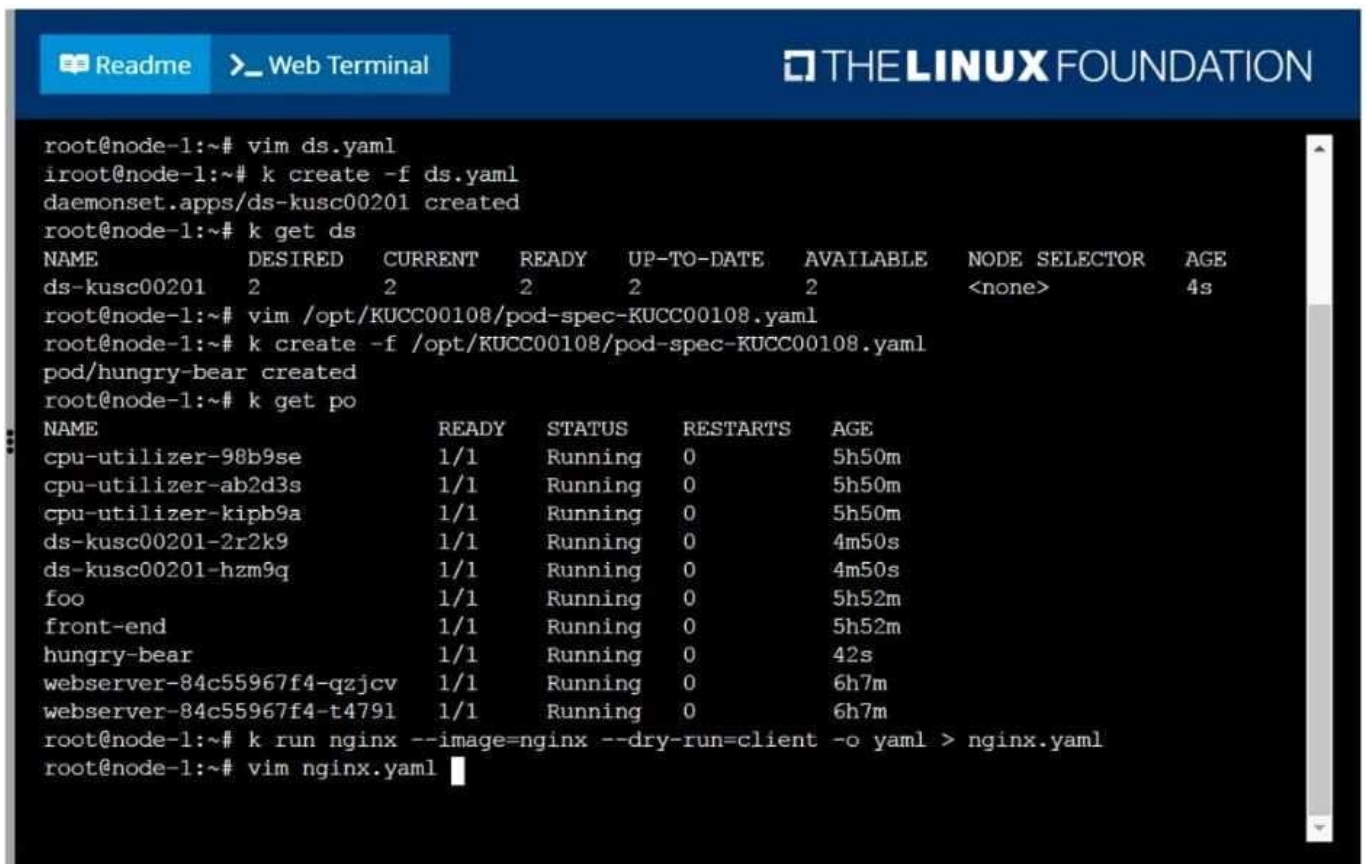 Readme >_ Web Terminal THE LINUX FOUNDATION
root@node-1:~# vim ds.yaml
iroot@node-1:~# k create -f ds.yaml
daemonset.apps/ds-kusc00201 created
root@node-1:~# k get ds
NAME DESIRED CURRENT READY UP-TO-DATE AVAILABLE NODE SELECTOR AGE
ds-kusc00201 2 2 2 2 2 <none> 4s
root@node-1:~# vim /opt/KUCC00108/pod-spec-KUCC00108.yaml
root@node-1:~# k create -f /opt/KUCC00108/pod-spec-KUCC00108.yaml
pod/hungry-bear created
root@node-1:~# k get po
NAME READY STATUS RESTARTS AGE
cpu-utilizer-98b9se 1/1 Running 0 5h50m
cpu-utilizer-ab2d3s 1/1 Running 0 5h50m
cpu-utilizer-kipb9a 1/1 Running 0 5h50m
ds-kusc00201-2r2k9 1/1 Running 0 4m50s
ds-kusc00201-hzm9q 1/1 Running 0 4m50s
foo 1/1 Running 0 5h52m
front-end 1/1 Running 0 5h52m
hungry-bear 1/1 Running 0 42s
webserver-84c55967f4-qzjcv 1/1 Running 0 6h7m
webserver-84c55967f4-t479l 1/1 Running 0 6h7m
root@node-1:~# k run nginx --image=nginx --dry-run=client -o yaml > nginx.yaml
root@node-1:~# vim nginx.yaml